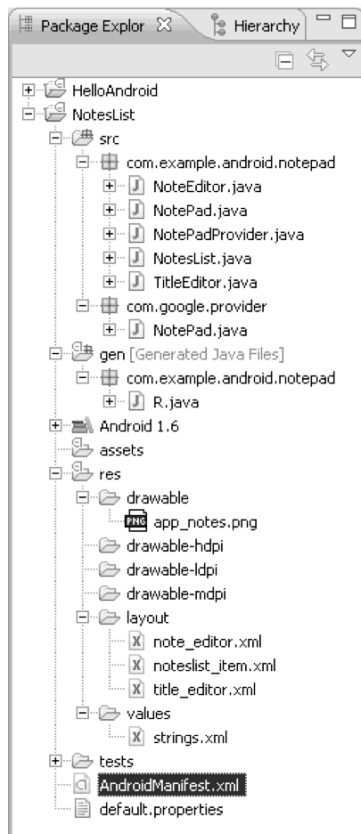 Package Explor
Hierarchy
HelloAndroid
NotesList
src
com.example.android.notepad
NoteEditor.java
NotePad.java
NotePadProvider.java
NotesList.java
TitleEditor.java
com.google.provider
NotePad.java
gen [Generated Java Files]
com.example.android.notepad
R.java
Android 1.6
assets
res
drawable
PNG app_notes.png
drawable-hdpi
drawable-ldpi
drawable-mdpi
layout
note_editor.xml
noteslist_item.xml
title_editor.xml
values
strings.xml
tests
AndroidManifest.xml
default.properties